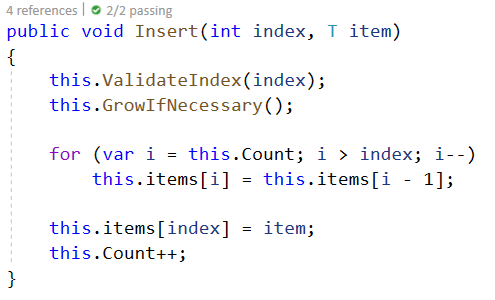 4 references | 2/2 passing
public void Insert(int index, T item)
{
    this.ValidateIndex(index);
    this.GrowIfNecessary();

    for (var i = this.Count; i > index; i--)
        this.items[i] = this.items[i - 1];

    this.items[index] = item;
    this.Count++;
}